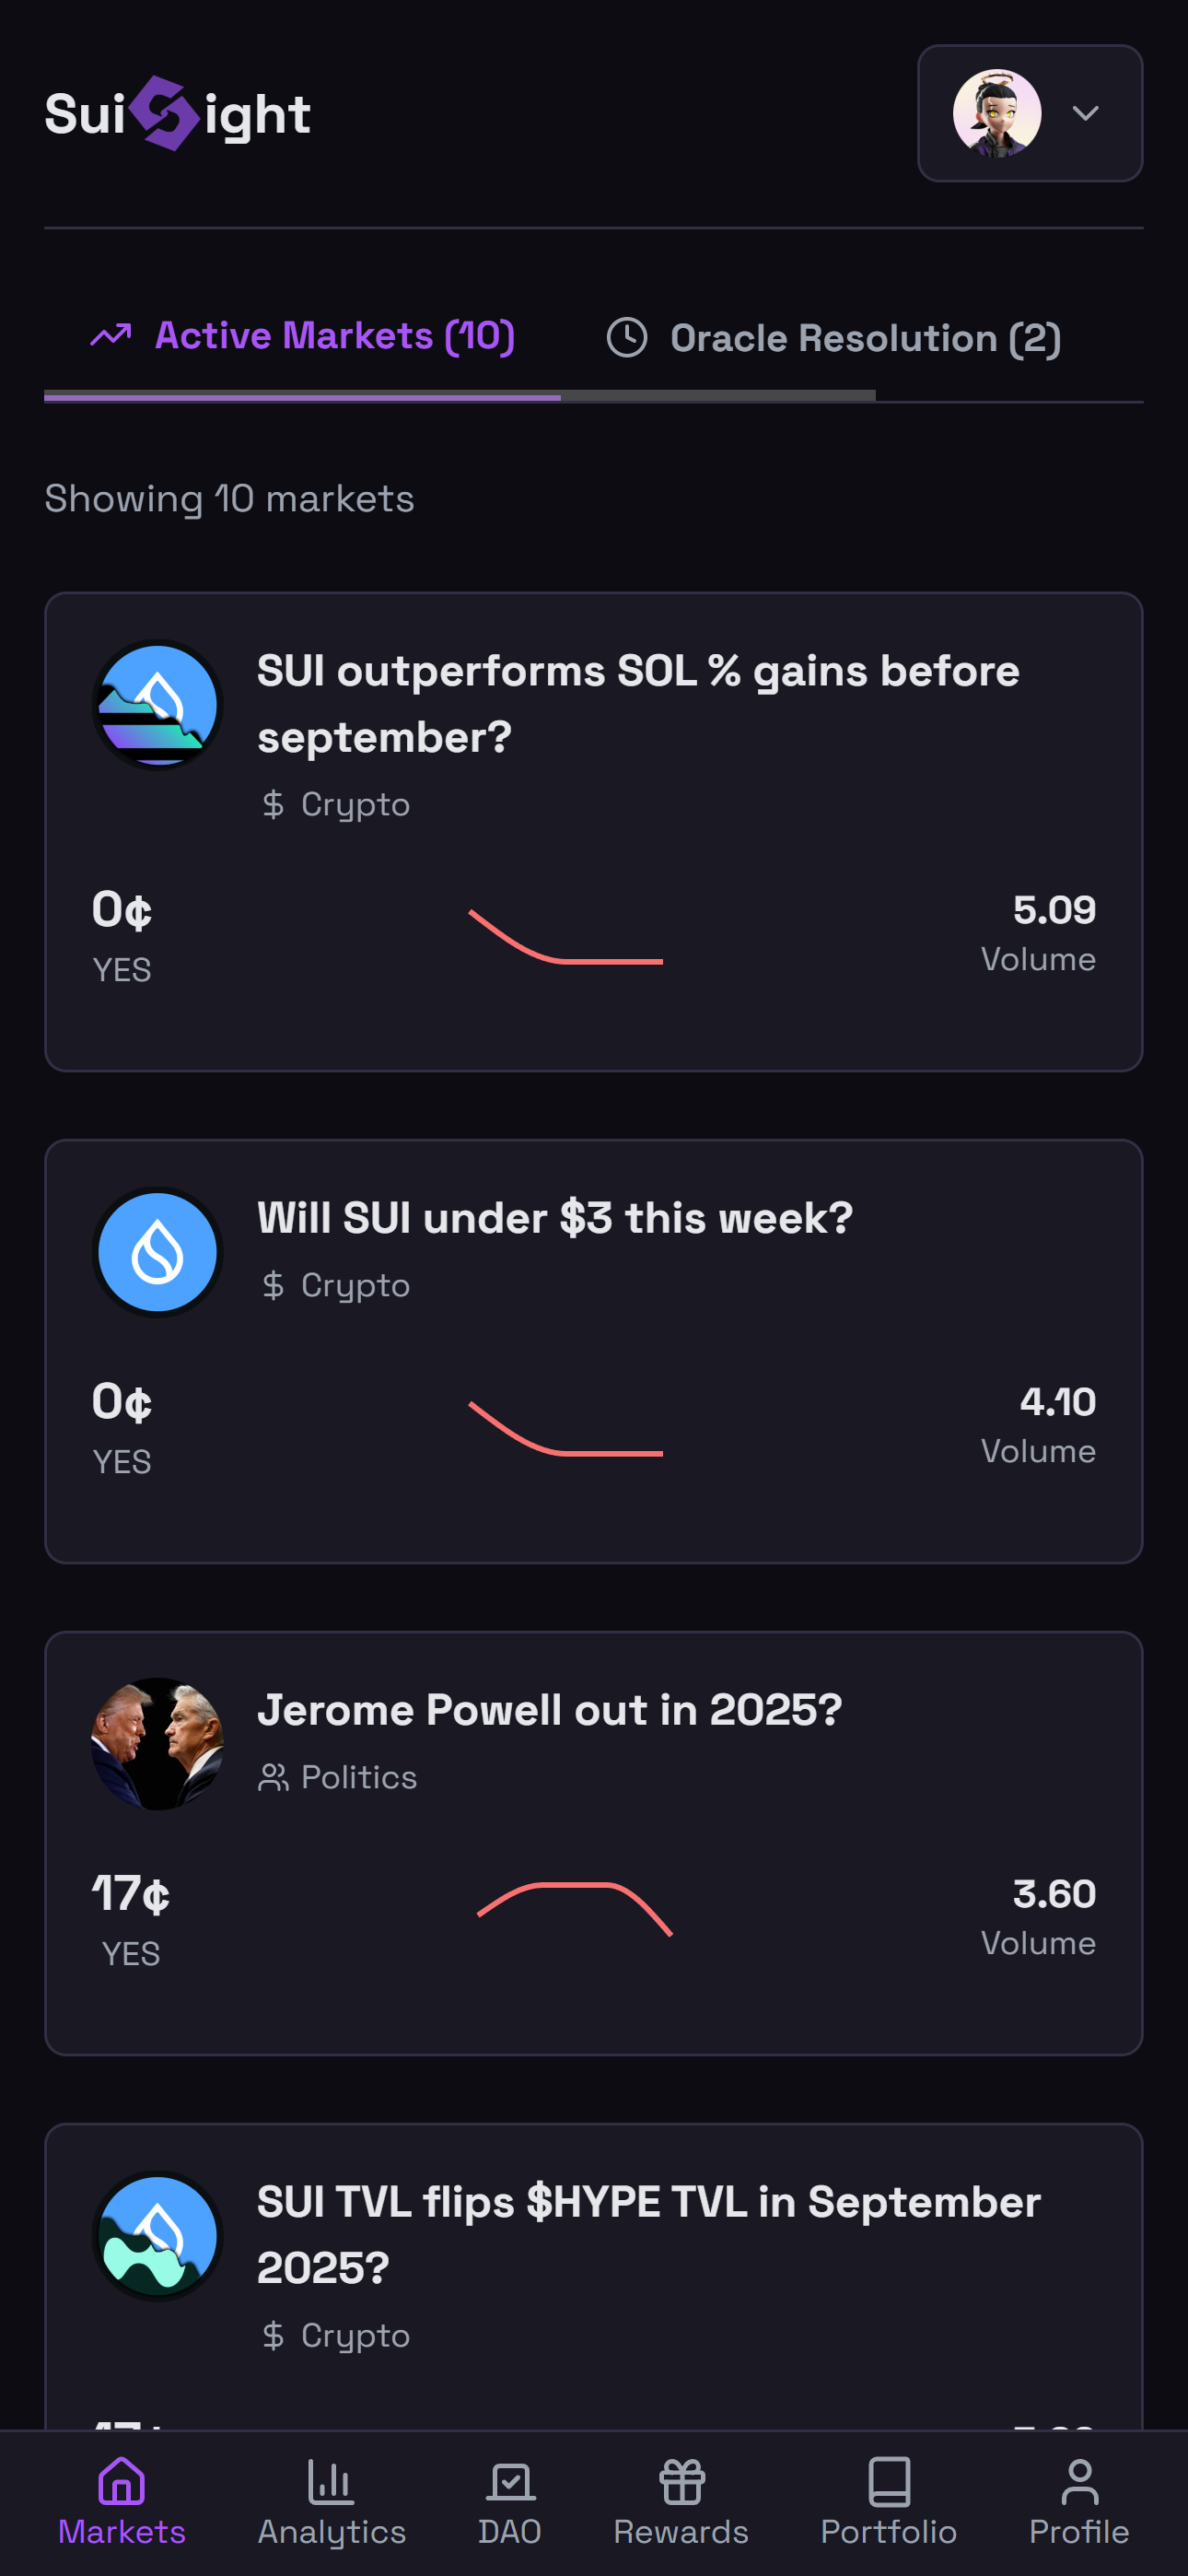 SuiSight
Active Markets (10)
Oracle Resolution (2)
Showing 10 markets
SUI outperforms SOL % gains before
september?
$ Crypto
0¢
YES
5.09
Volume
Will SUI under $3 this week?
$ Crypto
0¢
YES
4.10
Volume
Jerome Powell out in 2025?
Politics
17¢
YES
3.60
Volume
SUI TVL flips $HYPE TVL in September
2025?
$ Crypto
Markets
Analytics
DAO
Rewards
Portfolio
Profile